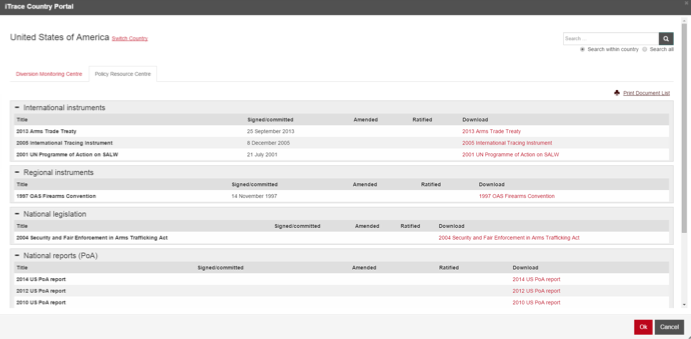 iTrace Country Portal
United States of America Switch Country
Search ...
Search within country Search all
Diversion Monitoring Centre Policy Resource Centre
Print Document List
International instruments
Title Signed/committed Amended Ratified Download
2013 Arms Trade Treaty 25 September 2013 2013 Arms Trade Treaty
2005 International Tracing Instrument 8 December 2005 2005 International Tracing Instrument
2001 UN Programme of Action on SALW 21 July 2001 2001 UN Programme of Action on SALW
Regional instruments
Title Signed/committed Amended Ratified Download
1997 OAS Firearms Convention 14 November 1997 1997 OAS Firearms Convention
National legislation
Title Signed/committed Amended Ratified Download
2004 Security and Fair Enforcement in Arms Trafficking Act 2004 Security and Fair Enforcement in Arms Trafficking Act
National reports (PoA)
Title Signed/committed Amended Ratified Download
2014 US PoA report 2014 US PoA report
2012 US PoA report 2012 US PoA report
2010 US PoA report 2010 US PoA report
Ok Cancel